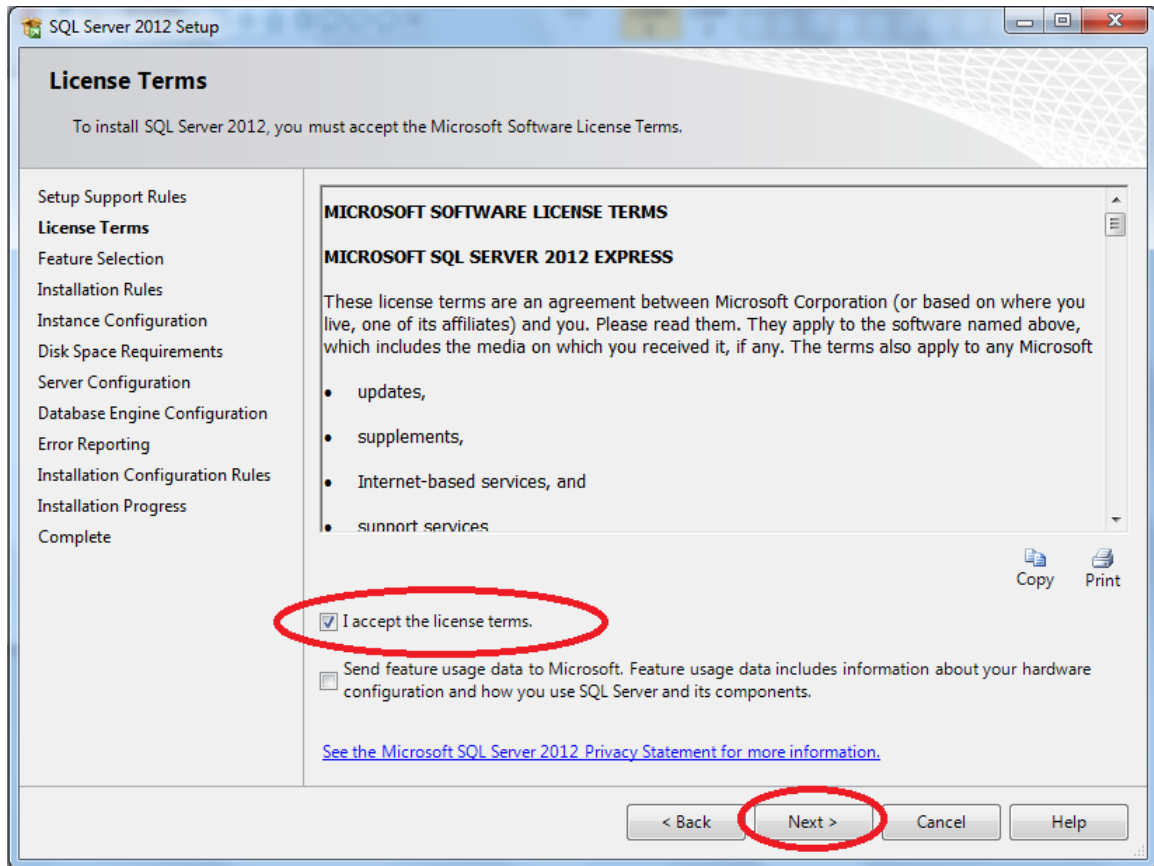 SQL Server 2012 Setup
License Terms
To install SQL Server 2012, you must accept the Microsoft Software License Terms.
Setup Support Rules
License Terms
Feature Selection
Installation Rules
Instance Configuration
Disk Space Requirements
Server Configuration
Database Engine Configuration
Error Reporting
Installation Configuration Rules
Installation Progress
Complete
MICROSOFT SOFTWARE LICENSE TERMS
MICROSOFT SQL SERVER 2012 EXPRESS
These license terms are an agreement between Microsoft Corporation (or based on where you
live, one of its affiliates) and you. Please read them. They apply to the software named above,
which includes the media on which you received it, if any. The terms also apply to any Microsoft
• updates,
• supplements,
• Internet-based services, and
• support services
Copy
Print
I accept the license terms.
Send feature usage data to Microsoft. Feature usage data includes information about your hardware
configuration and how you use SQL Server and its components.
See the Microsoft SQL Server 2012 Privacy Statement for more information.
< Back
Next >
Cancel
Help